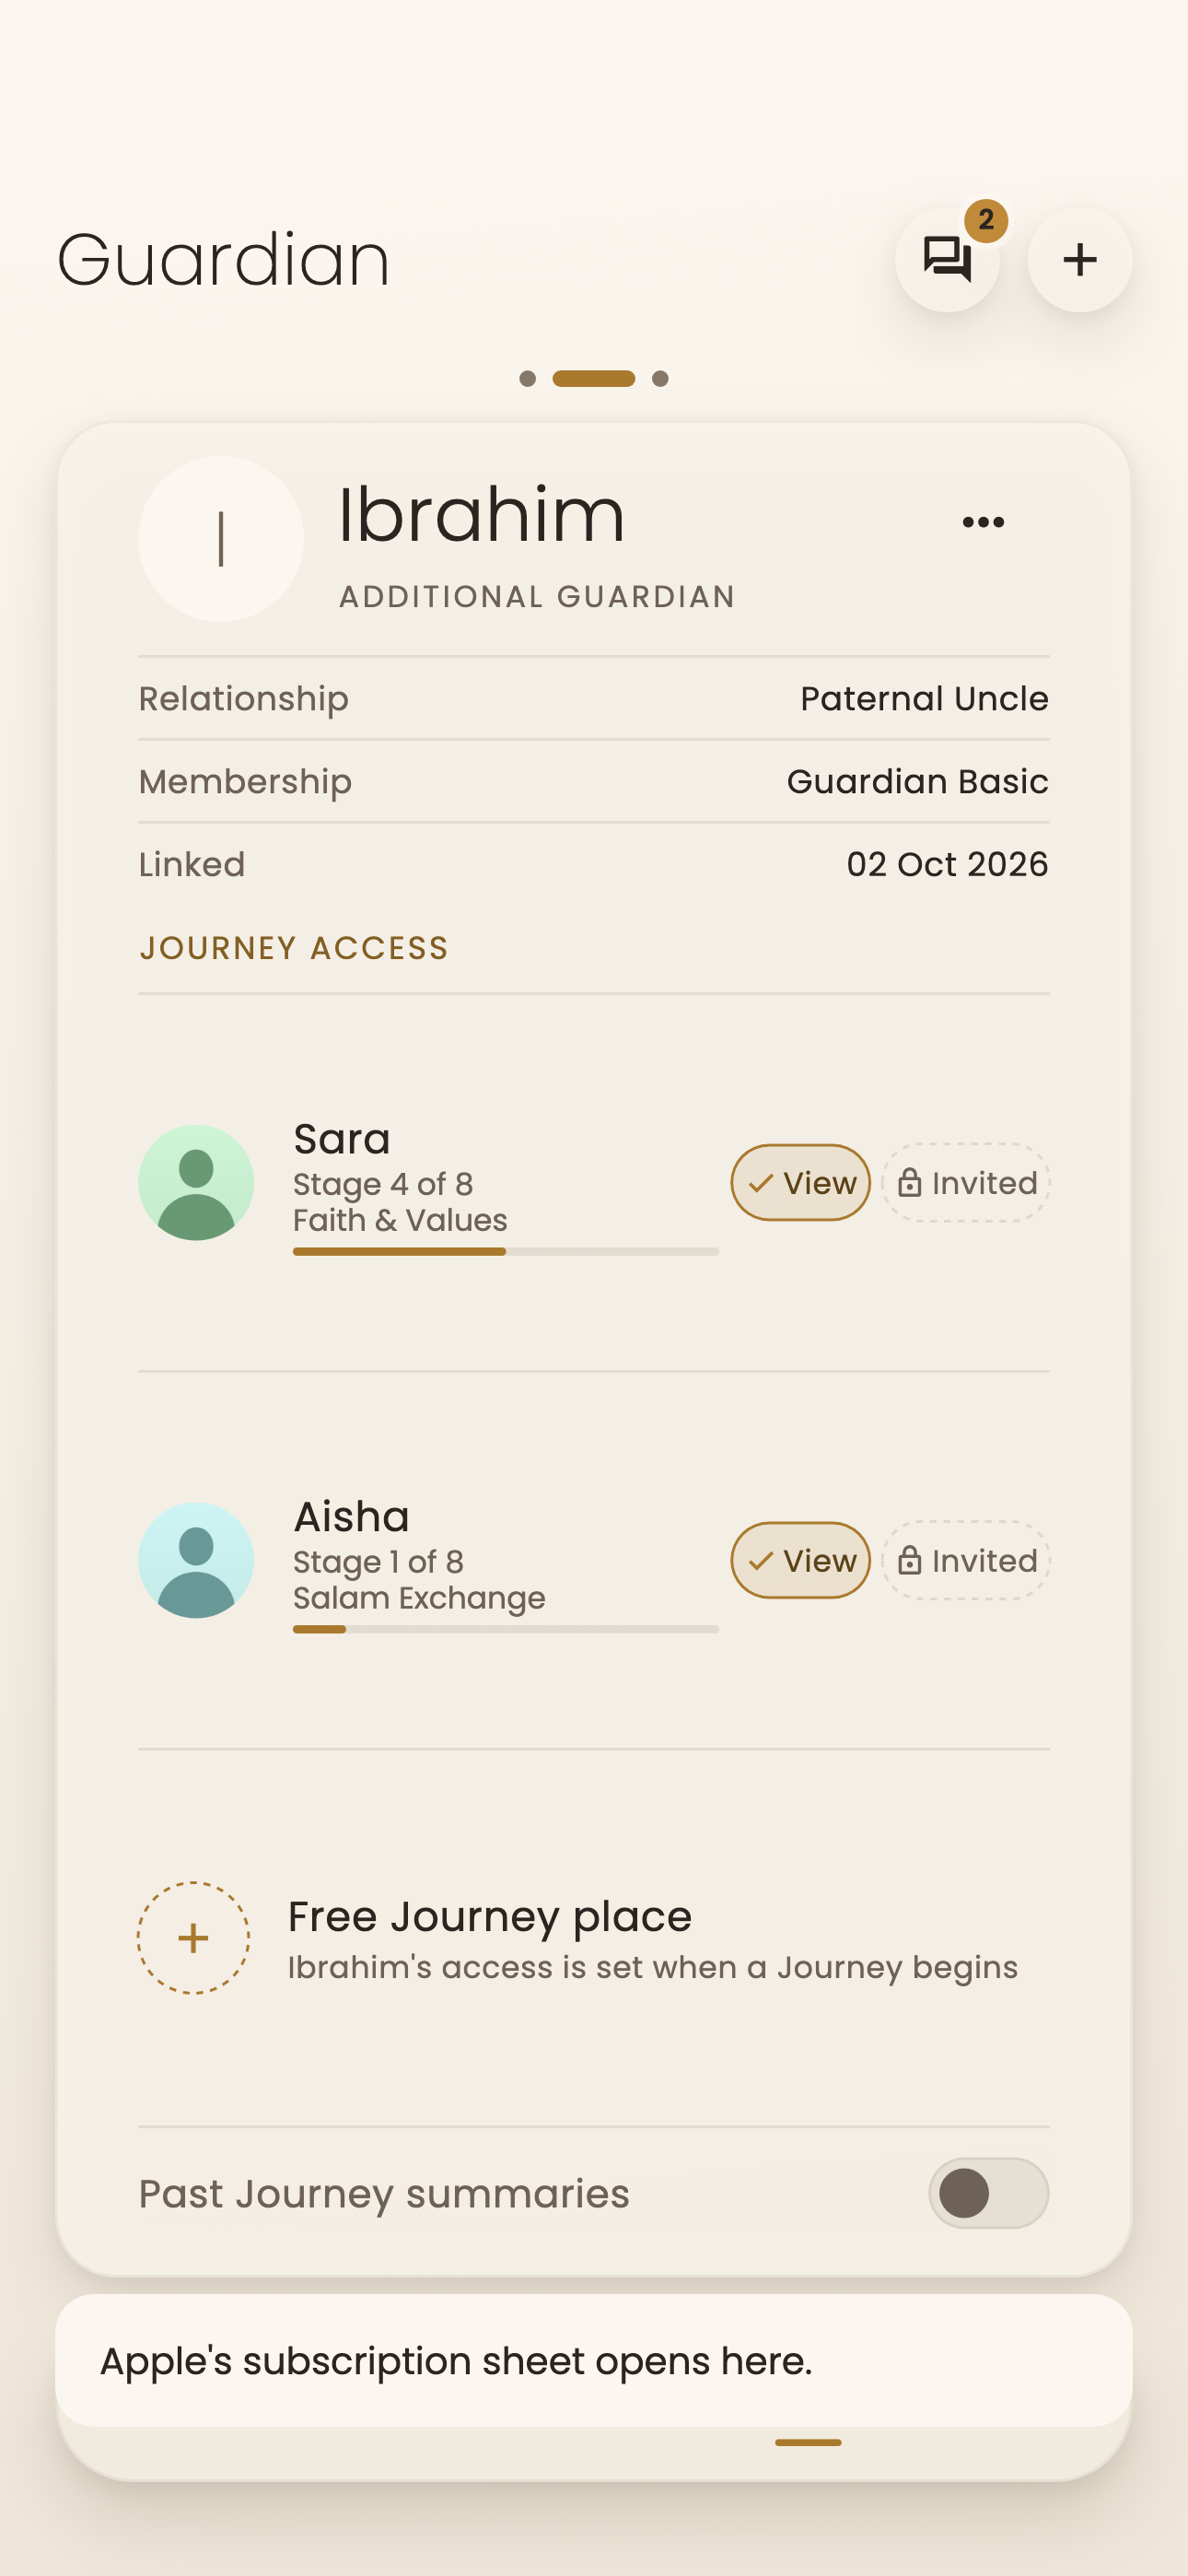 Guardian
2
I
Ibrahim
ADDITIONAL GUARDIAN
Relationship
Paternal Uncle
Membership
Guardian Basic
Linked
02 Oct 2026
JOURNEY ACCESS
Sara
Stage 4 of 8
Faith & Values
View
Invited
Aisha
Stage 1 of 8
Salam Exchange
View
Invited
Free Journey place
Ibrahim's access is set when a Journey begins
Past Journey summaries
Apple's subscription sheet opens here.